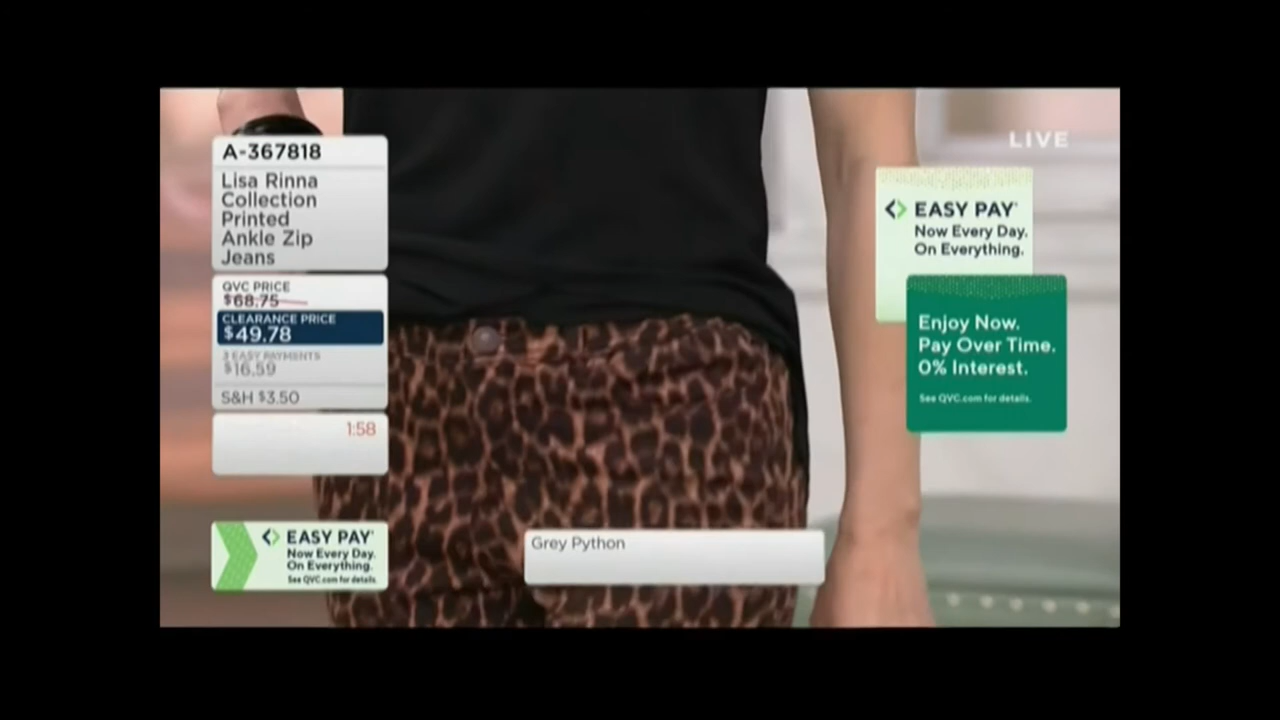 A-367818
Lisa Rinna
Collection
Printed
Ankle Zip
Jeans
QVC PRICE
$68.75
CLEARANCE PRICE
$49.78
3 EASY PAYMENTS
$16.59
S&H $3.50
1:58
EASY PAY
Now Every Day.
On Everything.
See QVC.com for details.
Grey Python
LIVE
EASY PAY
Now Every Day.
On Everything.
Enjoy Now.
Pay Over Time.
0% Interest.
See QVC.com for details.